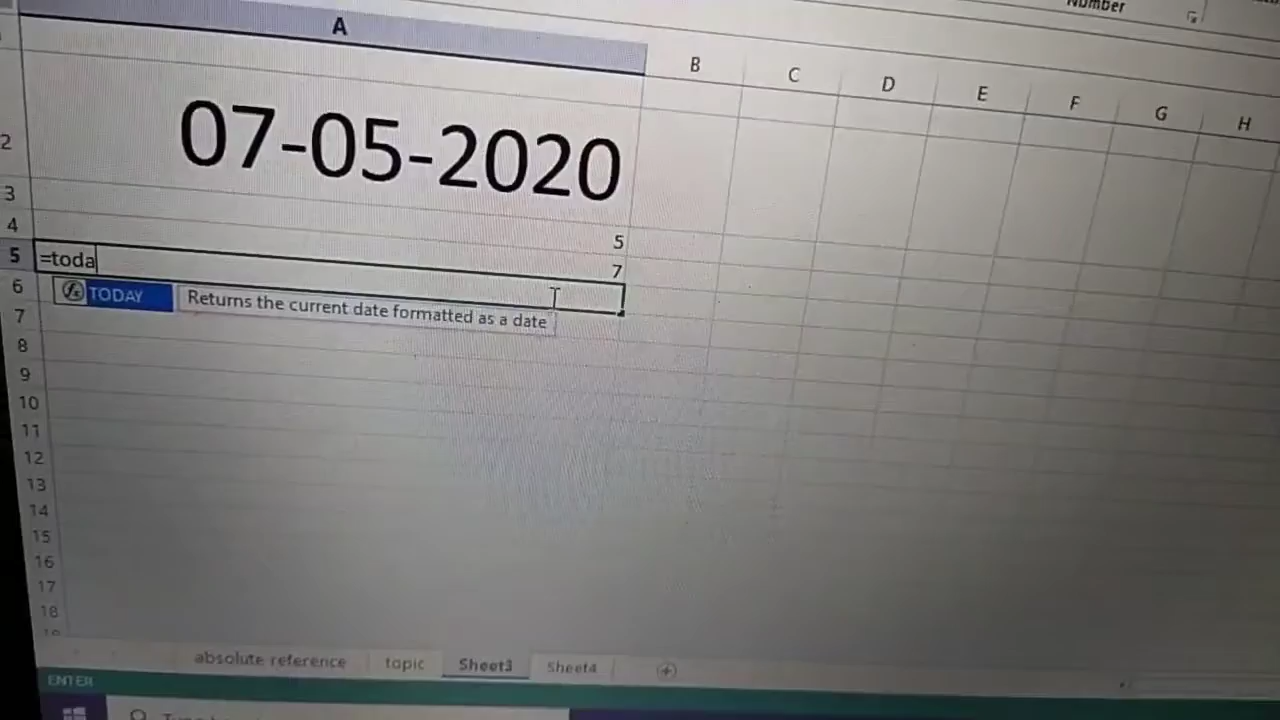 Number
A B C D E F G H
2 07-05-2020
3
4 5
5 =toda 7
6 fx TODAY Returns the current date formatted as a date
7
8
9
10
11
12
13
14
15
16
17
18
absolute reference topic Sheet3 Sheet4
ENTER